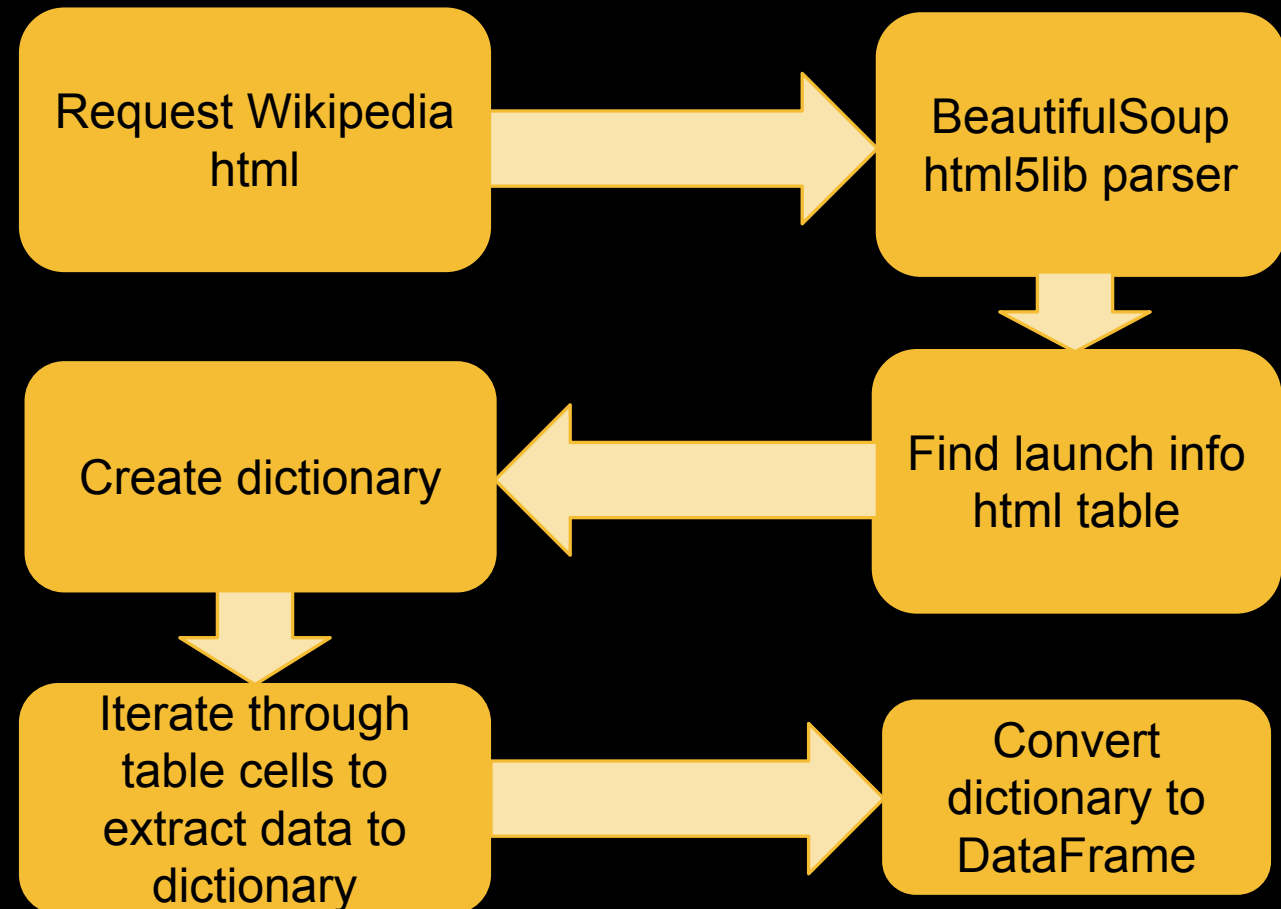 Request Wikipedia
html
BeautifulSoup
html5lib parser
Find launch info
html table
Create dictionary
Iterate through
table cells to
extract data to
dictionary
Convert
dictionary to
DataFrame